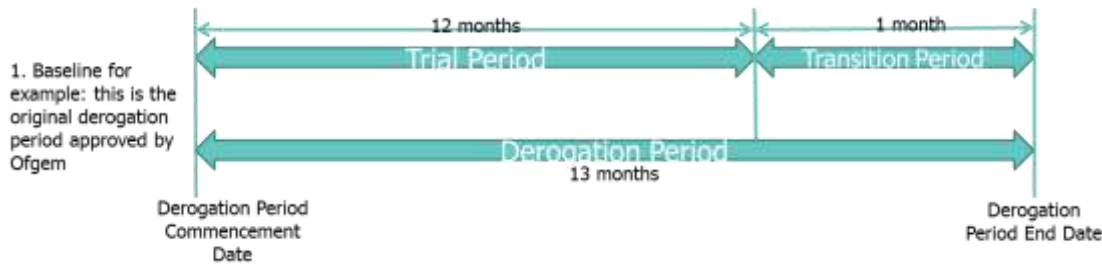 12 months
1 month
Trial Period
Transition Period
1. Baseline for
example: this is the
original derogation
period approved by
Ofgem
Derogation Period
13 months
Derogation Period
Commencement
Date
Derogation
Period End Date